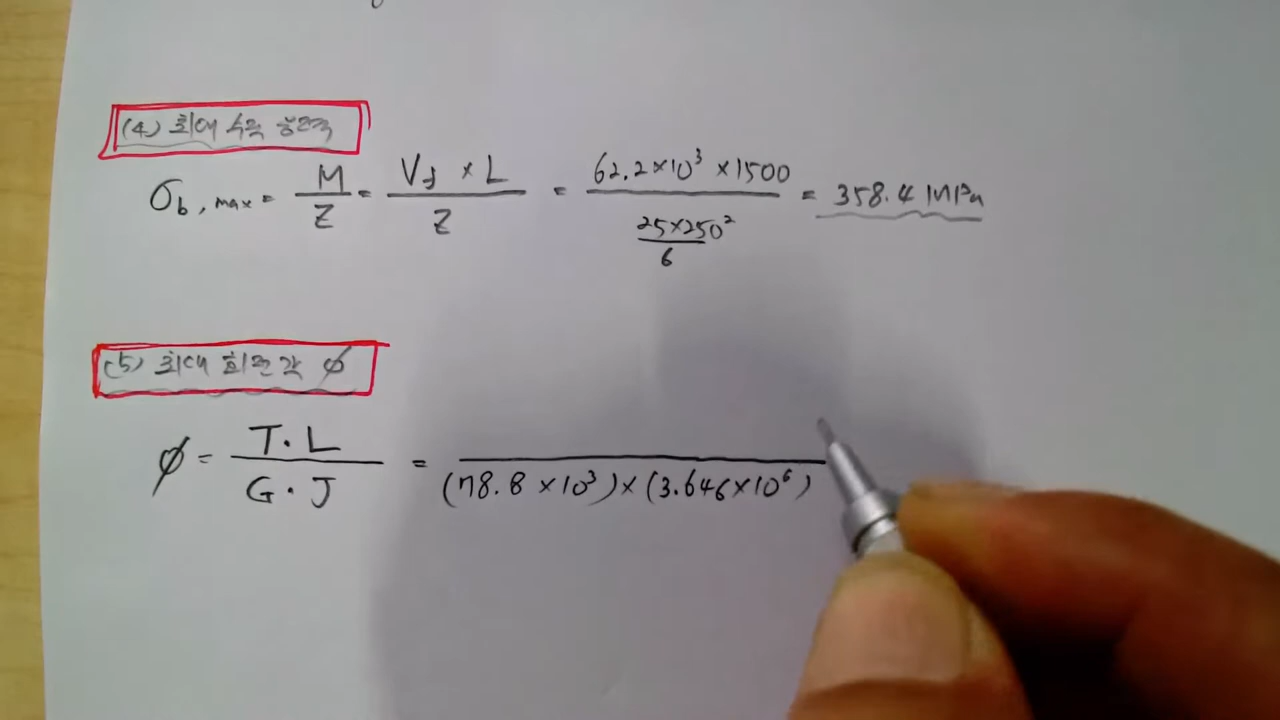 (4) 최대 수직 응력
σb, max = M/Z = Vd × L / Z = 62.2×10³ ×1500 / (25×250²/6) = 358.4 MPa
(5) 최대 회전각 ∅
∅ = T·L / G·J = / (78.8 ×10³)×(3.646×10⁶)